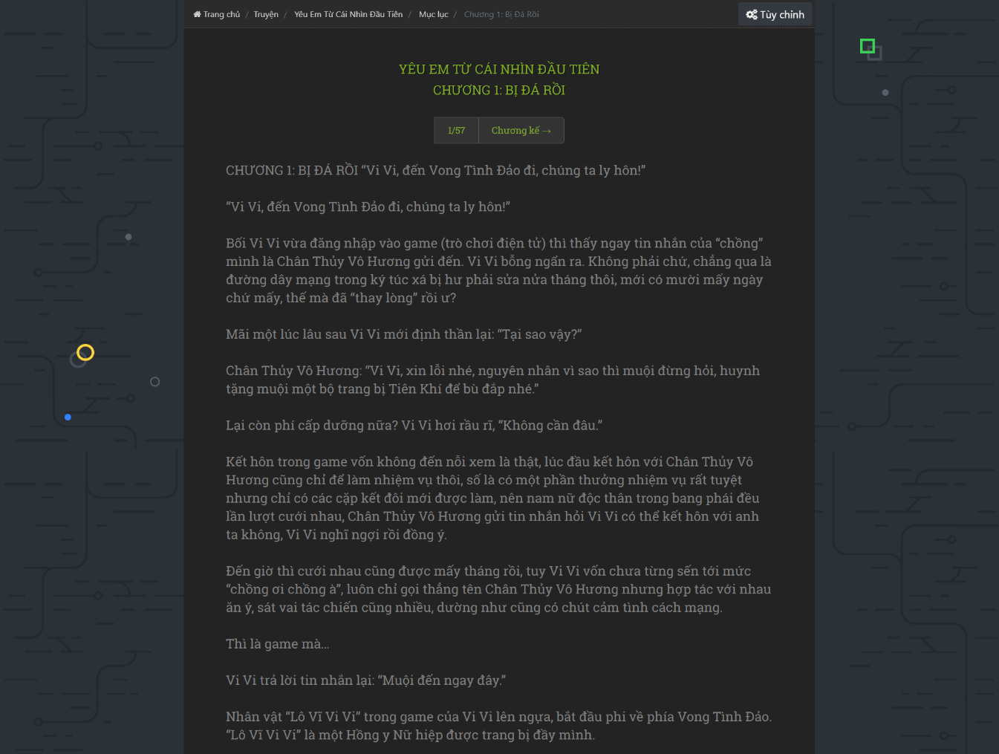 Trang chủ / Truyện / Yêu Em Từ Cái Nhìn Đầu Tiên / Mục lục / Chương 1: Bị Đá Rồi
Tùy chỉnh
YÊU EM TỪ CÁI NHÌN ĐẦU TIÊN
CHƯƠNG 1: BỊ ĐÁ RỒI
1/57 Chương kế →
CHƯƠNG 1: BỊ ĐÁ RỒI “Vi Vi, đến Vong Tình Đảo đi, chúng ta ly hôn!”
“Vi Vi, đến Vong Tình Đảo đi, chúng ta ly hôn!”
Bối Vi Vi vừa đăng nhập vào game (trò chơi điện tử) thì thấy ngay tin nhắn của “chồng”
mình là Chân Thủy Vô Hương gửi đến. Vi Vi bỗng ngẩn ra. Không phải chứ, chẳng qua là
đường dây mạng trong ký túc xá bị hư phải sửa nửa tháng thôi, mới có mười mấy ngày
chứ mấy, thế mà đã “thay lòng” rồi ư?
Mãi một lúc lâu sau Vi Vi mới định thần lại: “Tại sao vậy?”
Chân Thủy Vô Hương: “Vi Vi, xin lỗi nhé, nguyên nhân vì sao thì muội đừng hỏi, huynh
tặng muội một bộ trang bị Tiên Khí để bù đắp nhé.”
Lại còn phí cấp dưỡng nữa? Vi Vi hơi rầu rĩ, “Không cần đâu.”
Kết hôn trong game vốn không đến nỗi xem là thật, lúc đầu kết hôn với Chân Thủy Vô
Hương cũng chỉ để làm nhiệm vụ thôi, số là có một phần thưởng nhiệm vụ rất tuyệt
nhưng chỉ có các cặp kết đôi mới được làm, nên nam nữ độc thân trong bang phái đều
lần lượt cưới nhau, Chân Thủy Vô Hương gửi tin nhắn hỏi Vi Vi có thể kết hôn với anh
ta không, Vi Vi nghĩ ngợi rồi đồng ý.
Đến giờ thì cưới nhau cũng được mấy tháng rồi, tuy Vi Vi vốn chưa từng sến tới mức
“chồng ơi chồng à”, luôn chỉ gọi thẳng tên Chân Thủy Vô Hương nhưng hợp tác với nhau
ăn ý, sát vai tác chiến cũng nhiều, dường như cũng có chút cảm tình cách mạng.
Thì là game mà…
Vi Vi trả lời tin nhắn lại: “Muội đến ngay đây.”
Nhân vật “Lô Vĩ Vi Vi” trong game của Vi Vi lên ngựa, bắt đầu phi về phía Vong Tình Đảo.
“Lô Vĩ Vi Vi” là một Hồng y Nữ hiệp được trang bị đầy mình.